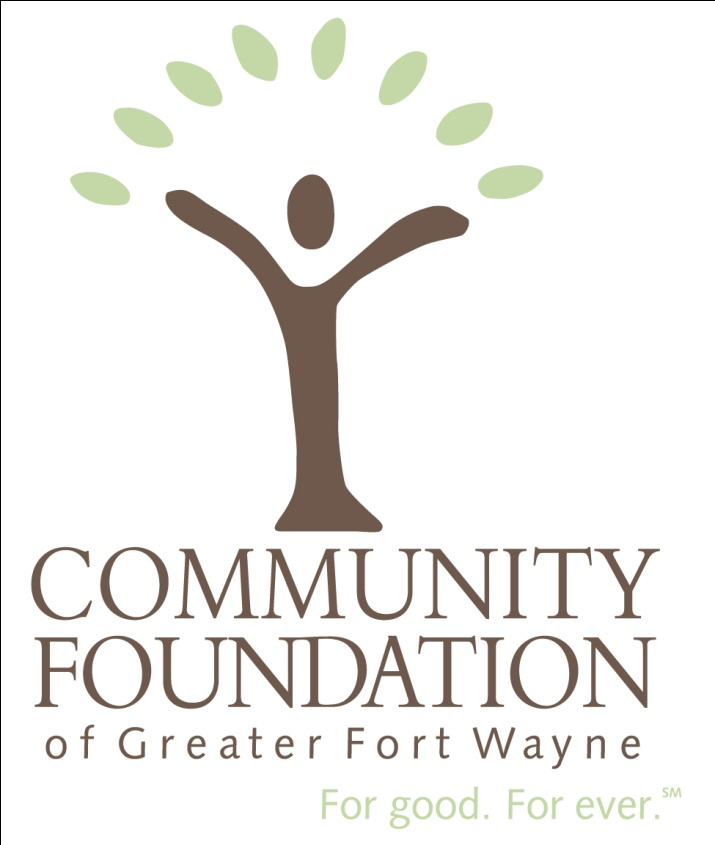 COMMUNITY
FOUNDATION
of Greater Fort Wayne
For good. For ever.℠